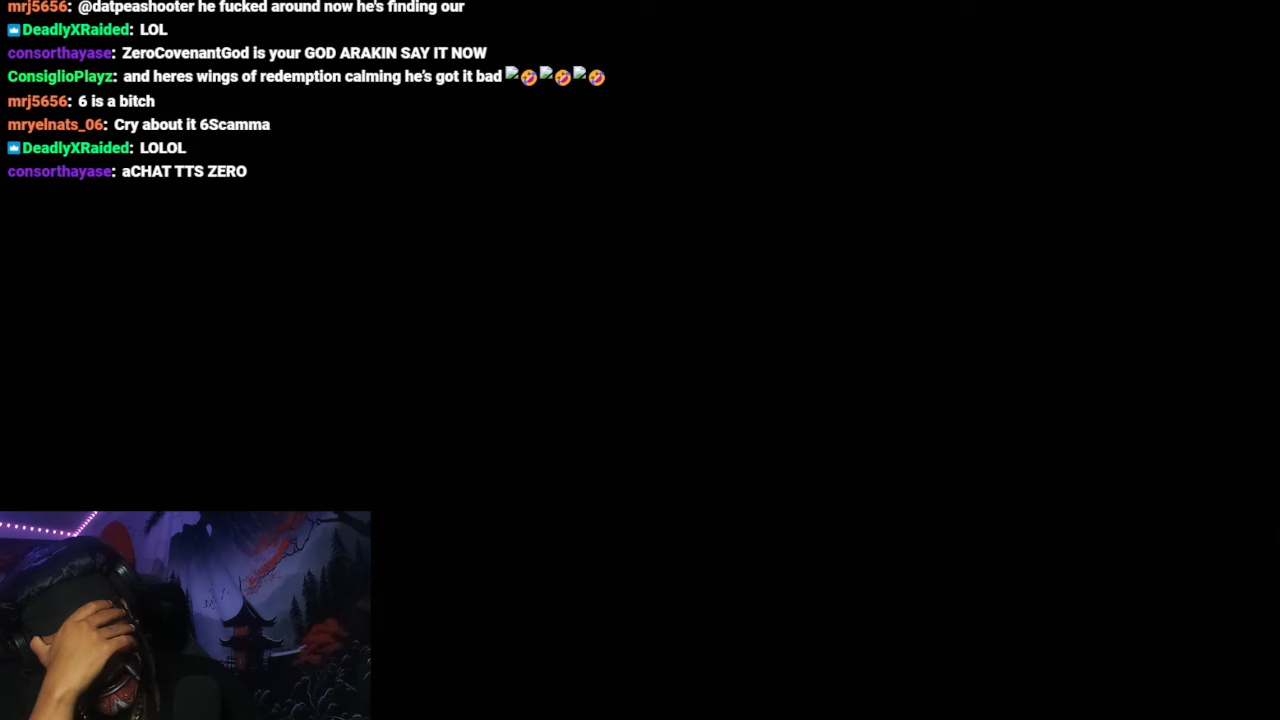 mrj5656: @datpeashooter he fucked around now he's finding our
DeadlyXRaided: LOL
consorthayase: ZeroCovenantGod is your GOD ARAKIN SAY IT NOW
ConsiglioPlayz: and heres wings of redemption calming he's got it bad 🤣🤣🤣
mrj5656: 6 is a bitch
mryelnats_06: Cry about it 6Scamma
DeadlyXRaided: LOLOL
consorthayase: aCHAT TTS ZERO